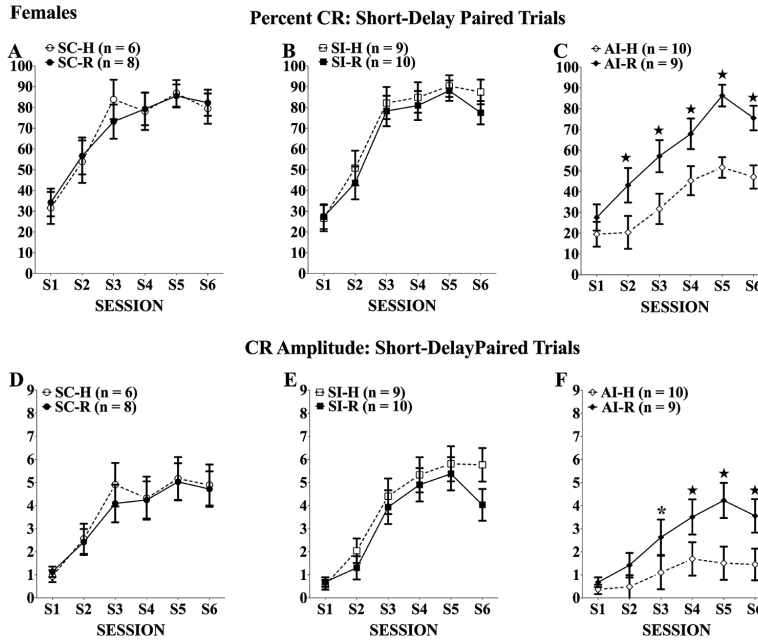 Females
Percent CR: Short-Delay Paired Trials
A
SC-H (n = 6)
SC-R (n = 8)
100
90
80
70
60
50
40
30
20
10
0
S1 S2 S3 S4 S5 S6
SESSION
B
SI-H (n = 9)
SI-R (n = 10)
100
90
80
70
60
50
40
30
20
10
0
S1 S2 S3 S4 S5 S6
SESSION
C
AI-H (n = 10)
AI-R (n = 9)
100
90
80
70
60
50
40
30
20
10
0
S1 S2 S3 S4 S5 S6
SESSION
CR Amplitude: Short-DelayPaired Trials
D
SC-H (n = 6)
SC-R (n = 8)
9
8
7
6
5
4
3
2
1
0
S1 S2 S3 S4 S5 S6
SESSION
E
SI-H (n = 9)
SI-R (n = 10)
9
8
7
6
5
4
3
2
1
0
S1 S2 S3 S4 S5 S6
SESSION
F
AI-H (n = 10)
AI-R (n = 9)
9
8
7
6
5
4
3
2
1
0
*
S1 S2 S3 S4 S5 S6
SESSION